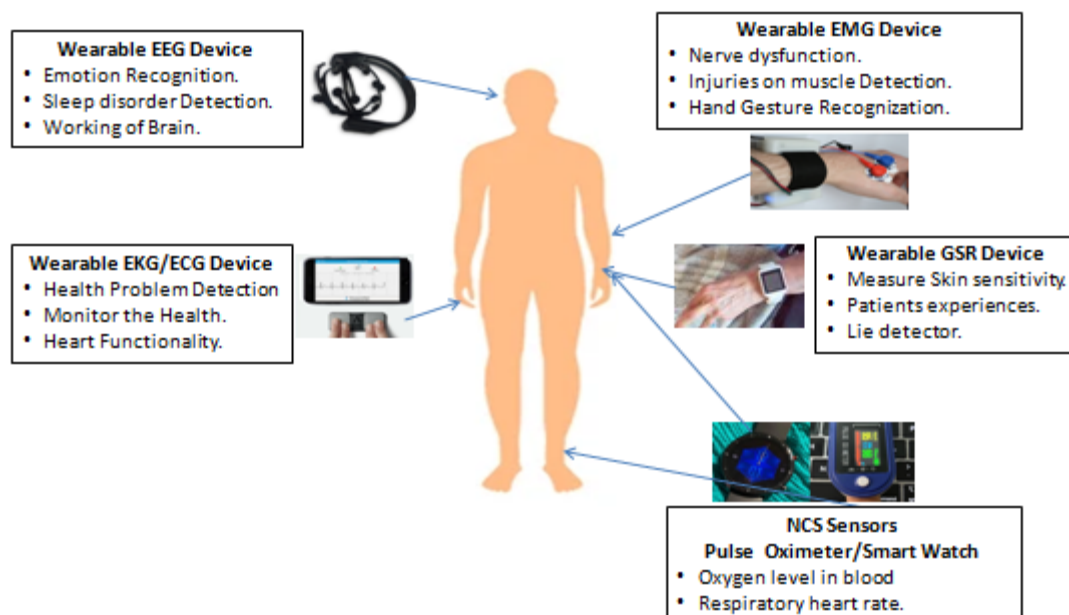 Wearable EEG Device
• Emotion Recognition.
• Sleep disorder Detection.
• Working of Brain.
Wearable EMG Device
• Nerve dysfunction.
• Injuries on muscle Detection.
• Hand Gesture Recognization.
Wearable EKG/ECG Device
• Health Problem Detection
• Monitor the Health.
• Heart Functionality.
Wearable GSR Device
• Measure Skin sensitivity.
• Patients experiences.
• Lie detector.
NCS Sensors
Pulse Oximeter/Smart Watch
• Oxygen level in blood
• Respiratory heart rate.